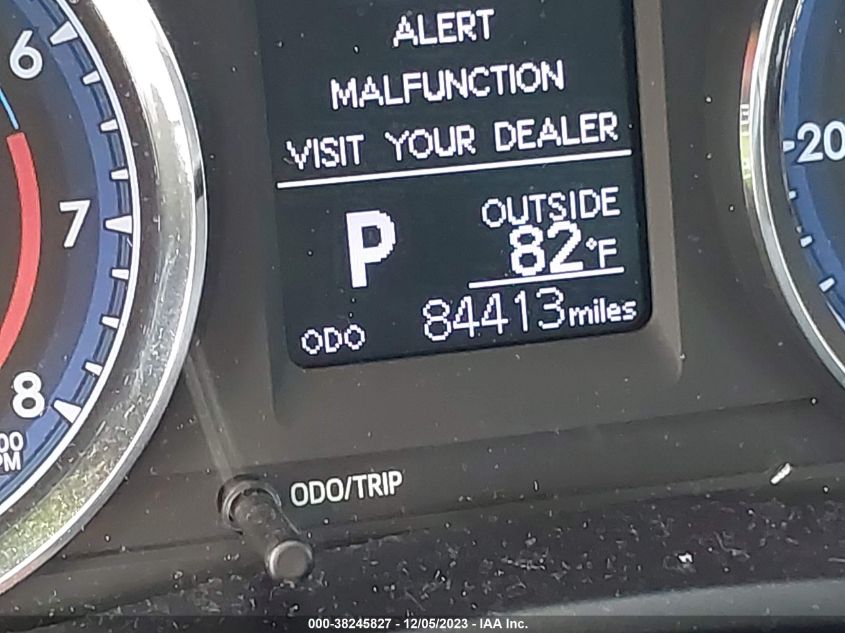 ALERT
MALFUNCTION
VISIT YOUR DEALER
P
OUTSIDE
82°F
ODO 84413 miles
6
7
8
20
ODO/TRIP
000-38245827 - 12/05/2023 - IAA Inc.